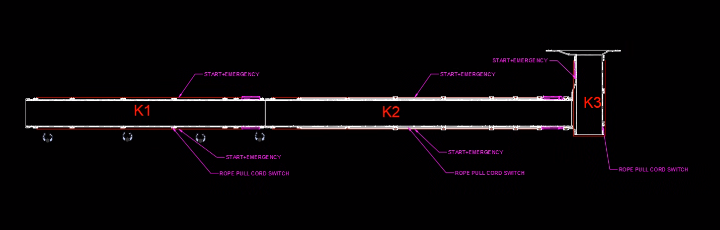 START+EMERGENCY
START+EMERGENCY
START+EMERGENCY
K1
K2
K3
START+EMERGENCY
START+EMERGENCY
ROPE PULL CORD SWITCH
ROPE PULL CORD SWITCH
ROPE PULL CORD SWITCH